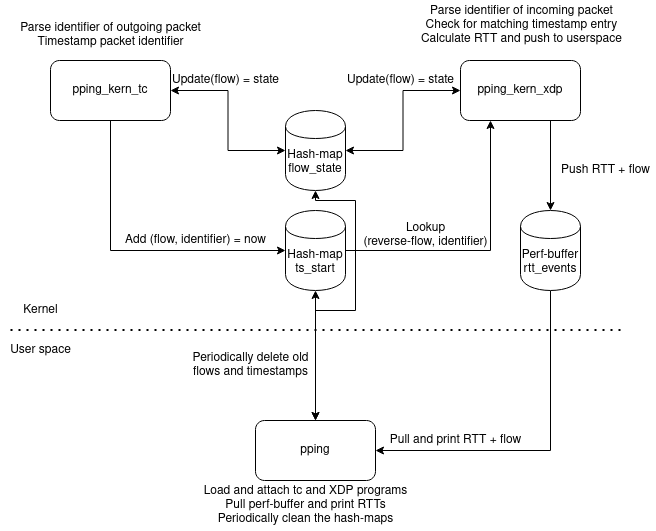 Parse identifier of outgoing packet
Timestamp packet identifier
Parse identifier of incoming packet
Check for matching timestamp entry
Calculate RTT and push to userspace
pping_kern_tc
Update(flow) = state
Update(flow) = state
pping_kern_xdp
Hash-map
flow_state
Push RTT + flow
Add (flow, identifier) = now
Hash-map
ts_start
Lookup
(reverse-flow, identifier)
Perf-buffer
rtt_events
Kernel
User space
Periodically delete old
flows and timestamps
pping
Pull and print RTT + flow
Load and attach tc and XDP programs
Pull perf-buffer and print RTTs
Periodically clean the hash-maps